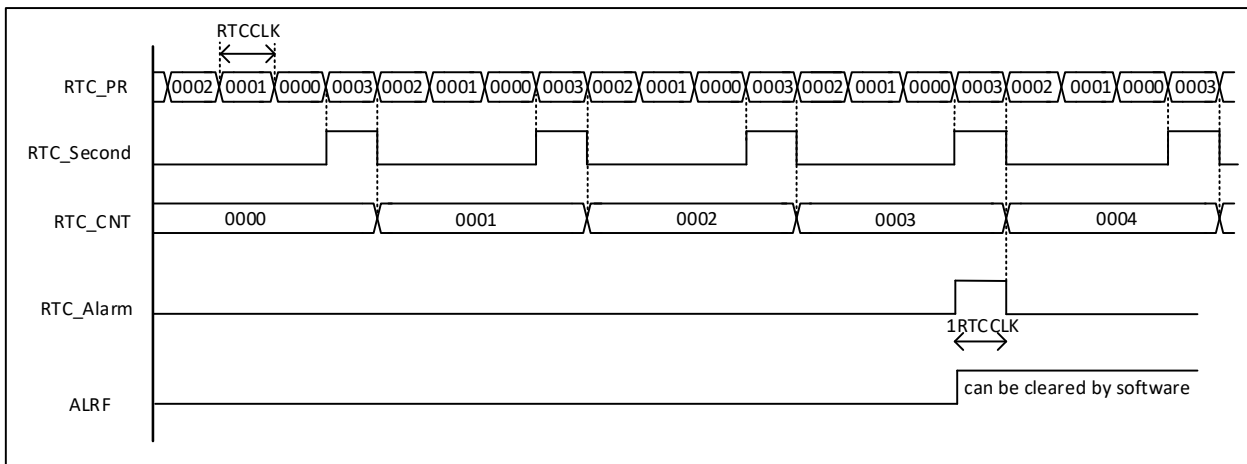 RTCCLK
RTC_PR 0002 0001 0000 0003 0002 0001 0000 0003 0002 0001 0000 0003 0002 0001 0000 0003 0002 0001 0000 0003
RTC_Second
RTC_CNT 0000 0001 0002 0003 0004
RTC_Alarm
1RTCCLK
can be cleared by software
ALRF